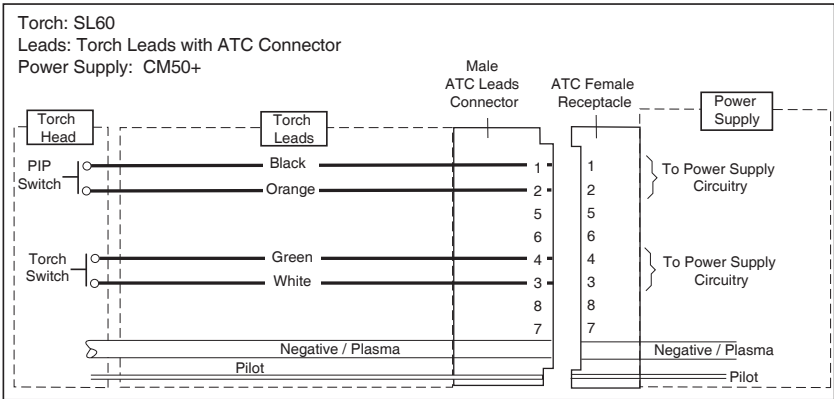 Torch: SL60
Leads: Torch Leads with ATC Connector
Power Supply: CM50+
Male
ATC Leads
Connector
ATC Female
Receptacle
Power
Supply
Torch
Head
Torch
Leads
PIP
Switch
Black
Orange
1
2
5
6
4
3
8
7
1
2
5
6
4
3
8
7
To Power Supply
Circuitry
Torch
Switch
Green
White
To Power Supply
Circuitry
Negative / Plasma
Negative / Plasma
Pilot
Pilot